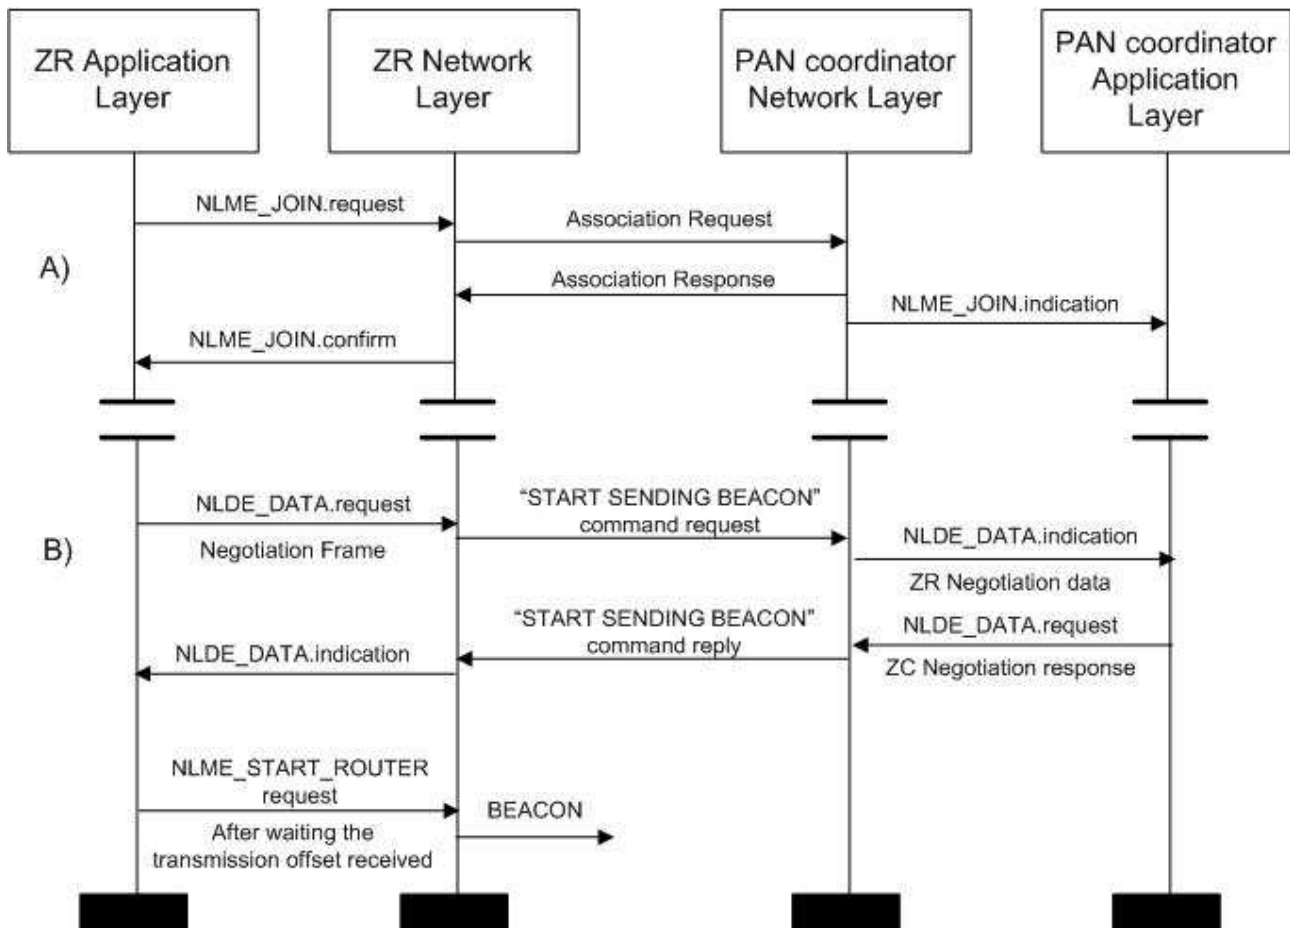 ZR Application
Layer
ZR Network
Layer
PAN coordinator
Network Layer
PAN coordinator
Application
Layer
NLME_JOIN.request
Association Request
A)
Association Response
NLME_JOIN.indication
NLME_JOIN.confirm
NLDE_DATA.request
“START SENDING BEACON”
command request
NLDE_DATA.indication
B)
Negotiation Frame
ZR Negotiation data
“START SENDING BEACON”
command reply
NLDE_DATA.request
NLDE_DATA.indication
ZC Negotiation response
NLME_START_ROUTER
request
BEACON
After waiting the
transmission offset received